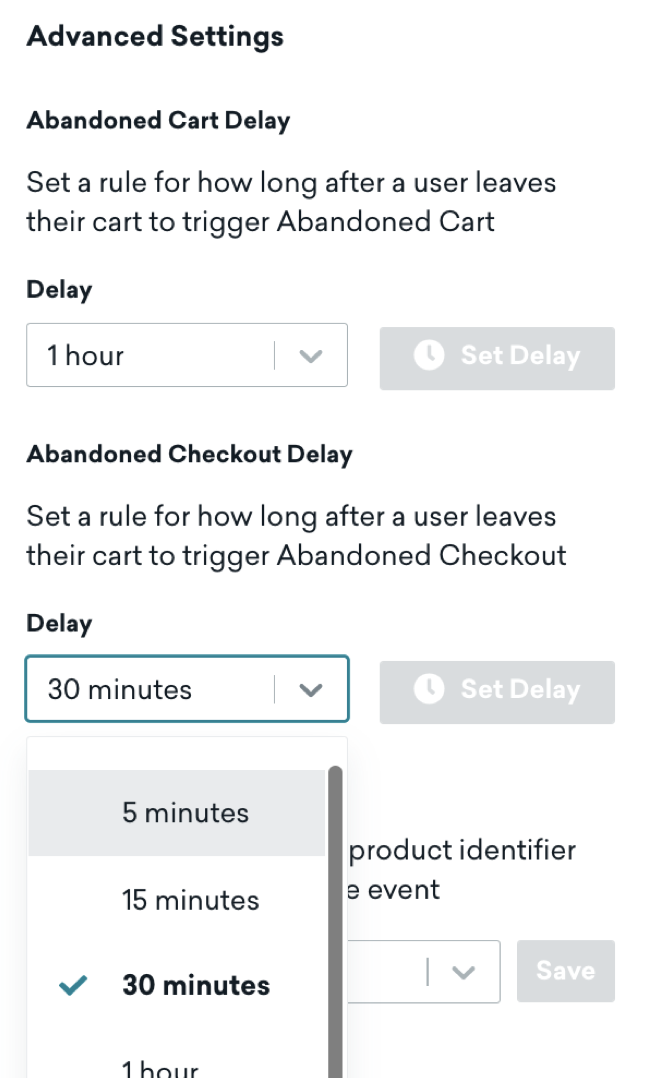 Advanced Settings
Abandoned Cart Delay
Set a rule for how long after a user leaves
their cart to trigger Abandoned Cart
Delay
1 hour
Set Delay
Abandoned Checkout Delay
Set a rule for how long after a user leaves
their cart to trigger Abandoned Checkout
Delay
30 minutes
Set Delay
5 minutes
product identifier
15 minutes
event
30 minutes
Save
1 hour